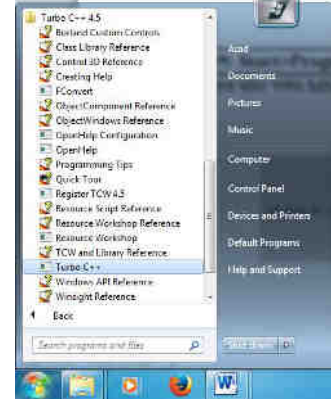 Turbo C++ 4.5
Borland Custom Controls
Class Library Reference
Control 3D Reference
Creating Help
FConvert
ObjectComponent Reference
ObjectWindows Reference
OpenHelp Configuration
OpenHelp
Programming Tips
Quick Tour
Register TCW 4.5
Resource Script Reference
Resource Workshop Reference
Resource Workshop
TCW and Library Reference
Turbo C++
Windows API Reference
Winsight Reference
Back
Search programs and files
Documents
Pictures
Music
Computer
Control Panel
Devices and Printers
Default Programs
Help and Support
W